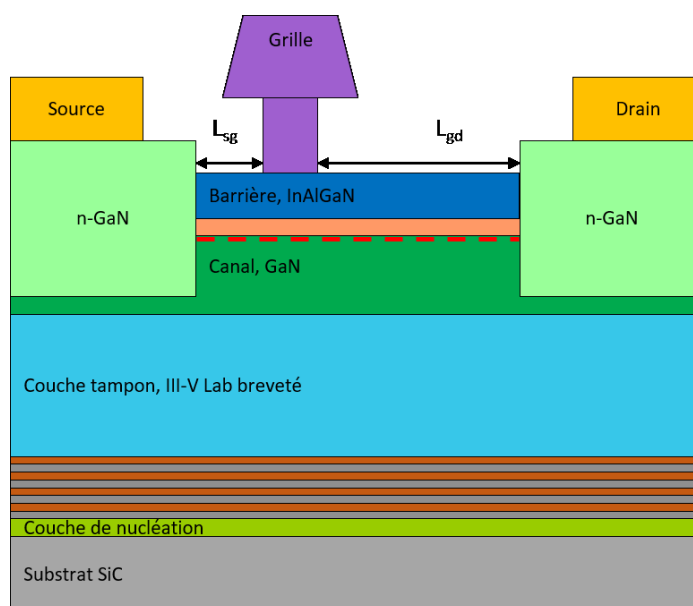 Grille
Source
Drain
Lsg
Lgd
Barrière, InAlGaN
n-GaN
n-GaN
Canal, GaN
Couche tampon, III-V Lab breveté
Couche de nucléation
Substrat SiC